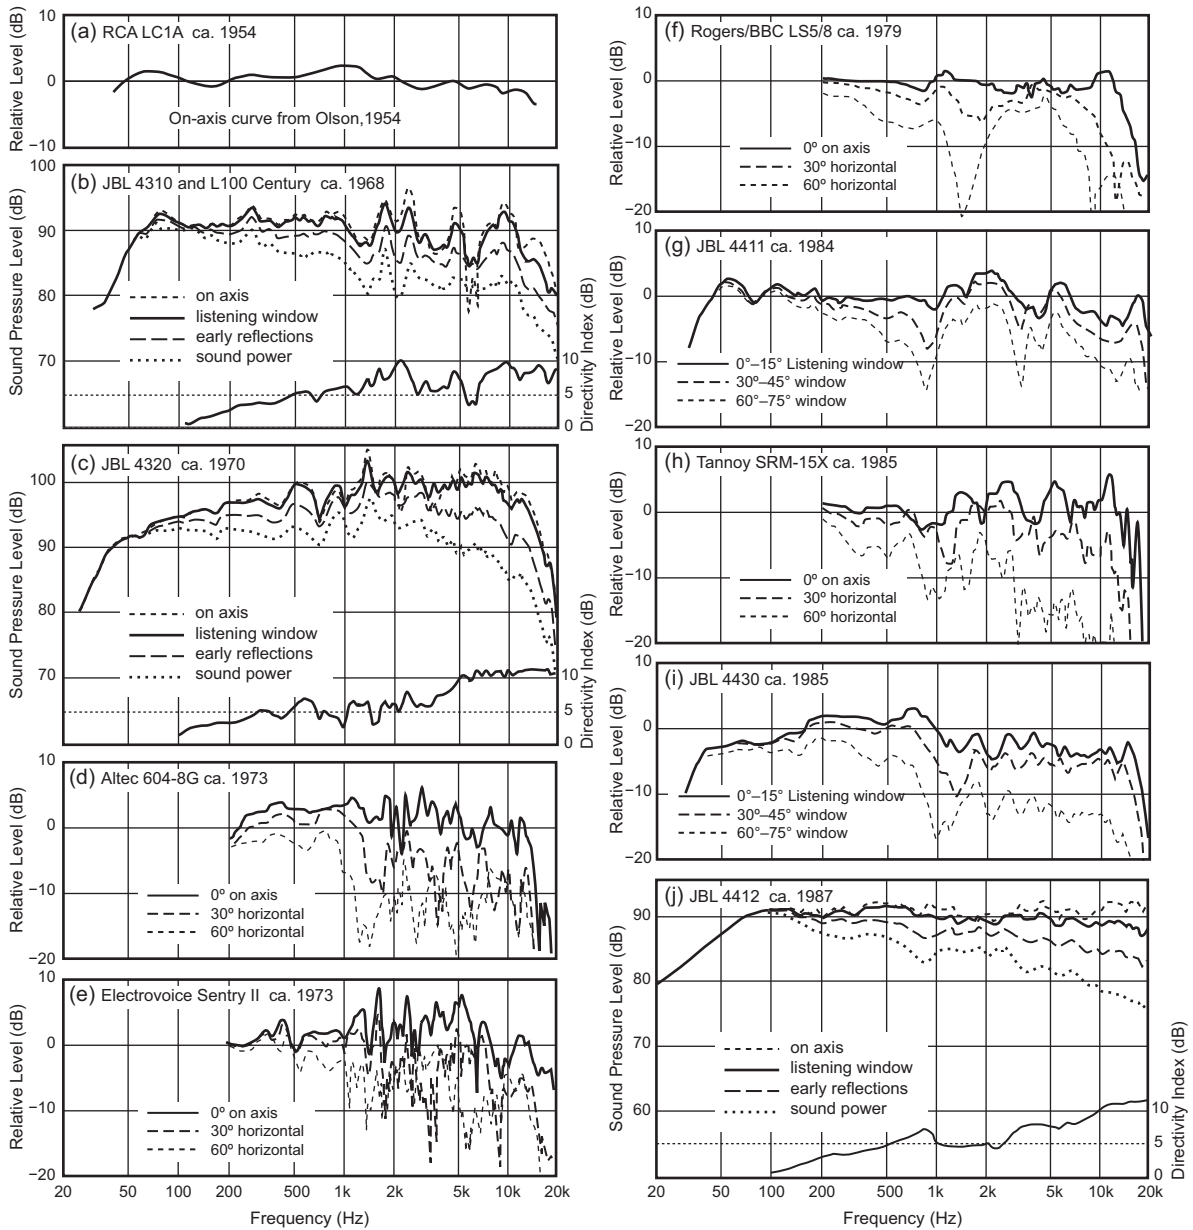 (a) RCA LC1A ca. 1954
On-axis curve from Olson,1954
Relative Level (dB)
10
0
−10
(b) JBL 4310 and L100 Century ca. 1968
on axis
listening window
early reflections
sound power
Sound Pressure Level (dB)
100
90
80
70
Directivity Index (dB)
10
5
0
(c) JBL 4320 ca. 1970
on axis
listening window
early reflections
sound power
Sound Pressure Level (dB)
100
90
80
70
Directivity Index (dB)
10
5
0
(d) Altec 604-8G ca. 1973
0º on axis
30º horizontal
60º horizontal
Relative Level (dB)
10
0
−10
−20
(e) Electrovoice Sentry II ca. 1973
0º on axis
30º horizontal
60º horizontal
Relative Level (dB)
10
0
−10
−20
20 50 100 200 500 1k 2k 5k 10k 20k
Frequency (Hz)
(f) Rogers/BBC LS5/8 ca. 1979
0º on axis
30º horizontal
60º horizontal
Relative Level (dB)
10
0
−10
−20
(g) JBL 4411 ca. 1984
0°–15° Listening window
30º–45° window
60°–75° window
Relative Level (dB)
10
0
−10
−20
(h) Tannoy SRM-15X ca. 1985
0º on axis
30º horizontal
60º horizontal
Relative Level (dB)
10
0
−10
−20
(i) JBL 4430 ca. 1985
0°–15° Listening window
30º–45° window
60°–75° window
Relative Level (dB)
10
0
−10
−20
(j) JBL 4412 ca. 1987
on axis
listening window
early reflections
sound power
Sound Pressure Level (dB)
90
80
70
60
Directivity Index (dB)
10
5
0
20 50 100 200 500 1k 2k 5k 10k 20k
Frequency (Hz)